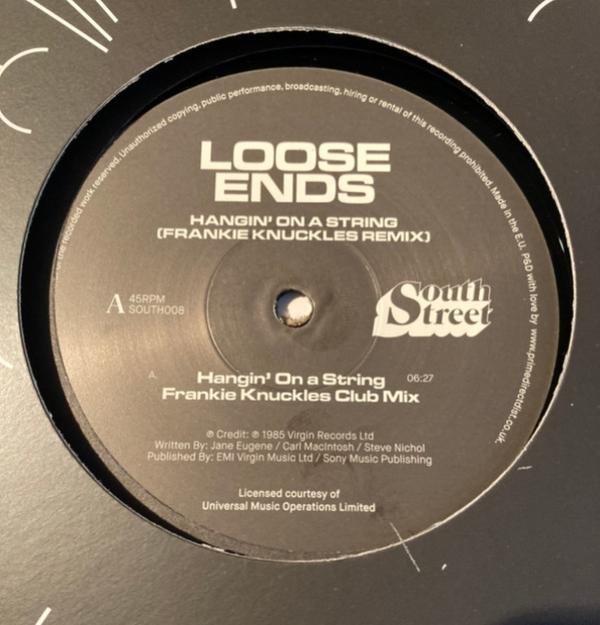 the recorded work reserved. Unauthorized copying, public performance, broadcasting, hiring or rental of this recording prohibited. Made in the E.U. P&D with love by www.primedirectdist.co.uk
LOOSE
ENDS
HANGIN' ON A STRING
(FRANKIE KNUCKLES REMIX)
A 45RPM
SOUTH008
South
Street
A. Hangin' On a String 06:27
Frankie Knuckles Club Mix
℗ Credit: ℗ 1985 Virgin Records Ltd
Written By: Jane Eugene / Carl MacIntosh / Steve Nichol
Published By: EMI Virgin Music Ltd / Sony Music Publishing
Licensed courtesy of
Universal Music Operations Limited